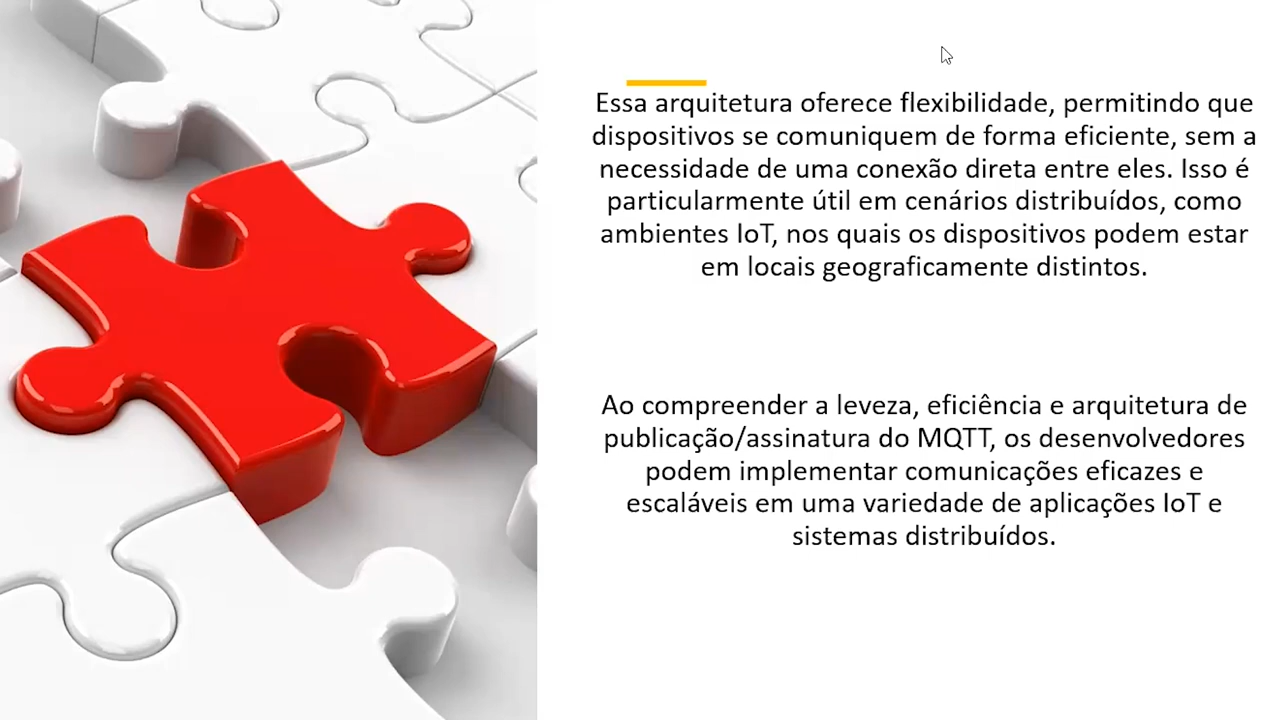 Essa arquitetura oferece flexibilidade, permitindo que
dispositivos se comuniquem de forma eficiente, sem a
necessidade de uma conexão direta entre eles. Isso é
particularmente útil em cenários distribuídos, como
ambientes IoT, nos quais os dispositivos podem estar
em locais geograficamente distintos.
Ao compreender a leveza, eficiência e arquitetura de
publicação/assinatura do MQTT, os desenvolvedores
podem implementar comunicações eficazes e
escaláveis em uma variedade de aplicações IoT e
sistemas distribuídos.